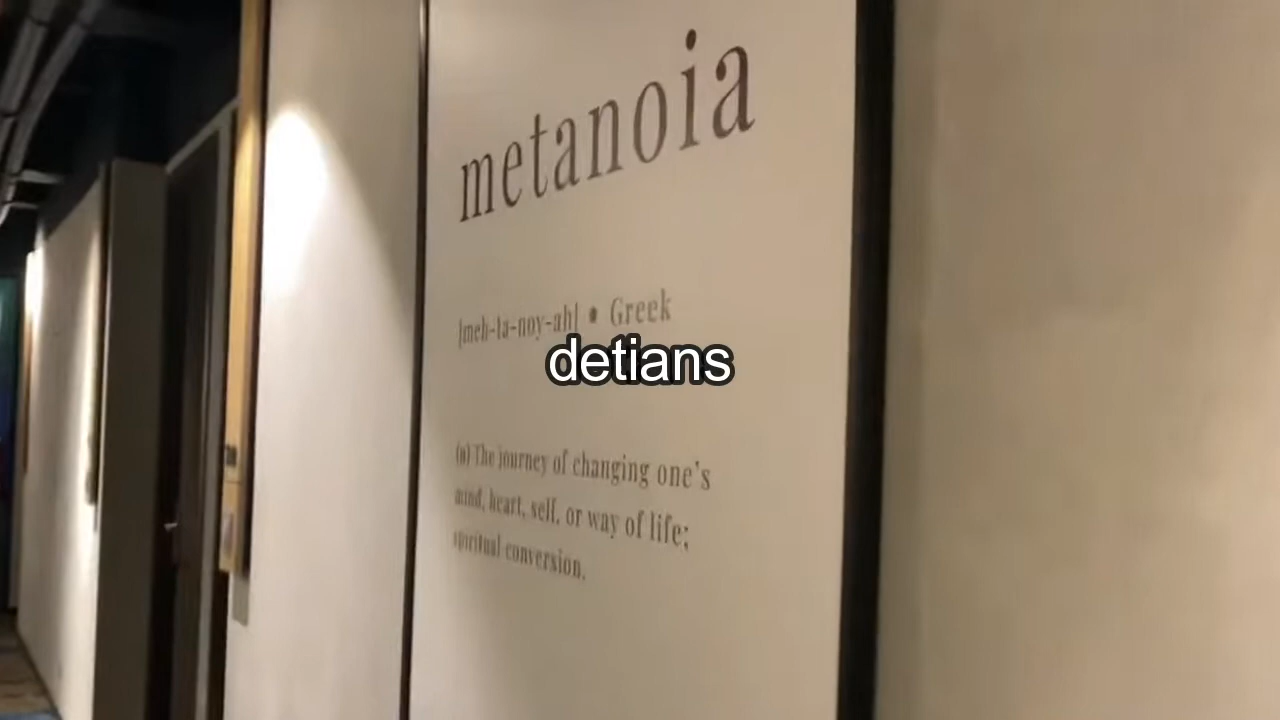 metanoia
|meh-ta-noy-ah| • Greek
detians
(n) The journey of changing one's
mind, heart, self, or way of life;
spiritual conversion.